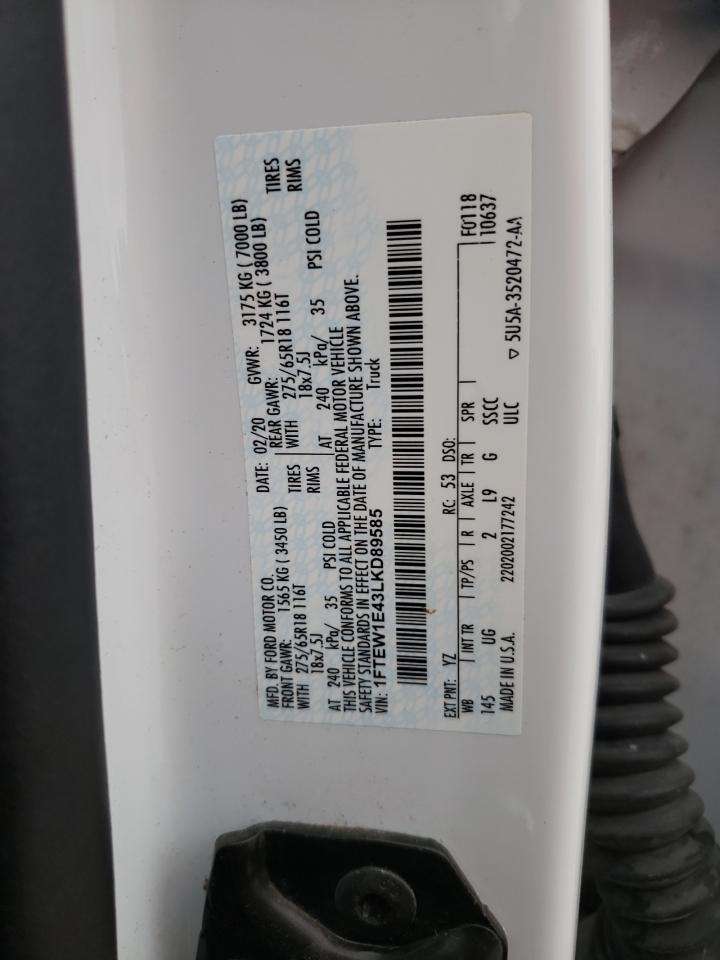 MFD. BY FORD MOTOR CO. DATE: 02/20 GVWR: 3175 KG ( 7000 LB)
FRONT GAWR: 1565 KG ( 3450 LB) REAR GAWR: 1724 KG ( 3800 LB)
WITH 275/65R18 116T TIRES WITH 275/65R18 116T TIRES
18x7.5J RIMS 18x7.5J RIMS
AT 240 kPa/ 35 PSI COLD AT 240 kPa/ 35 PSI COLD
THIS VEHICLE CONFORMS TO ALL APPLICABLE FEDERAL MOTOR VEHICLE
SAFETY STANDARDS IN EFFECT ON THE DATE OF MANUFACTURE SHOWN ABOVE.
VIN: 1FTEW1E43LKD89585 TYPE: Truck
EXT PNT: YZ RC: 53 DSO: F0118
WB INT TR TP/PS R AXLE TR SPR 10637
145 UG 2 L9 G SSCC
ULC
MADE IN U.S.A. 2202002177242 ▽ 5U5A-3520472-AA